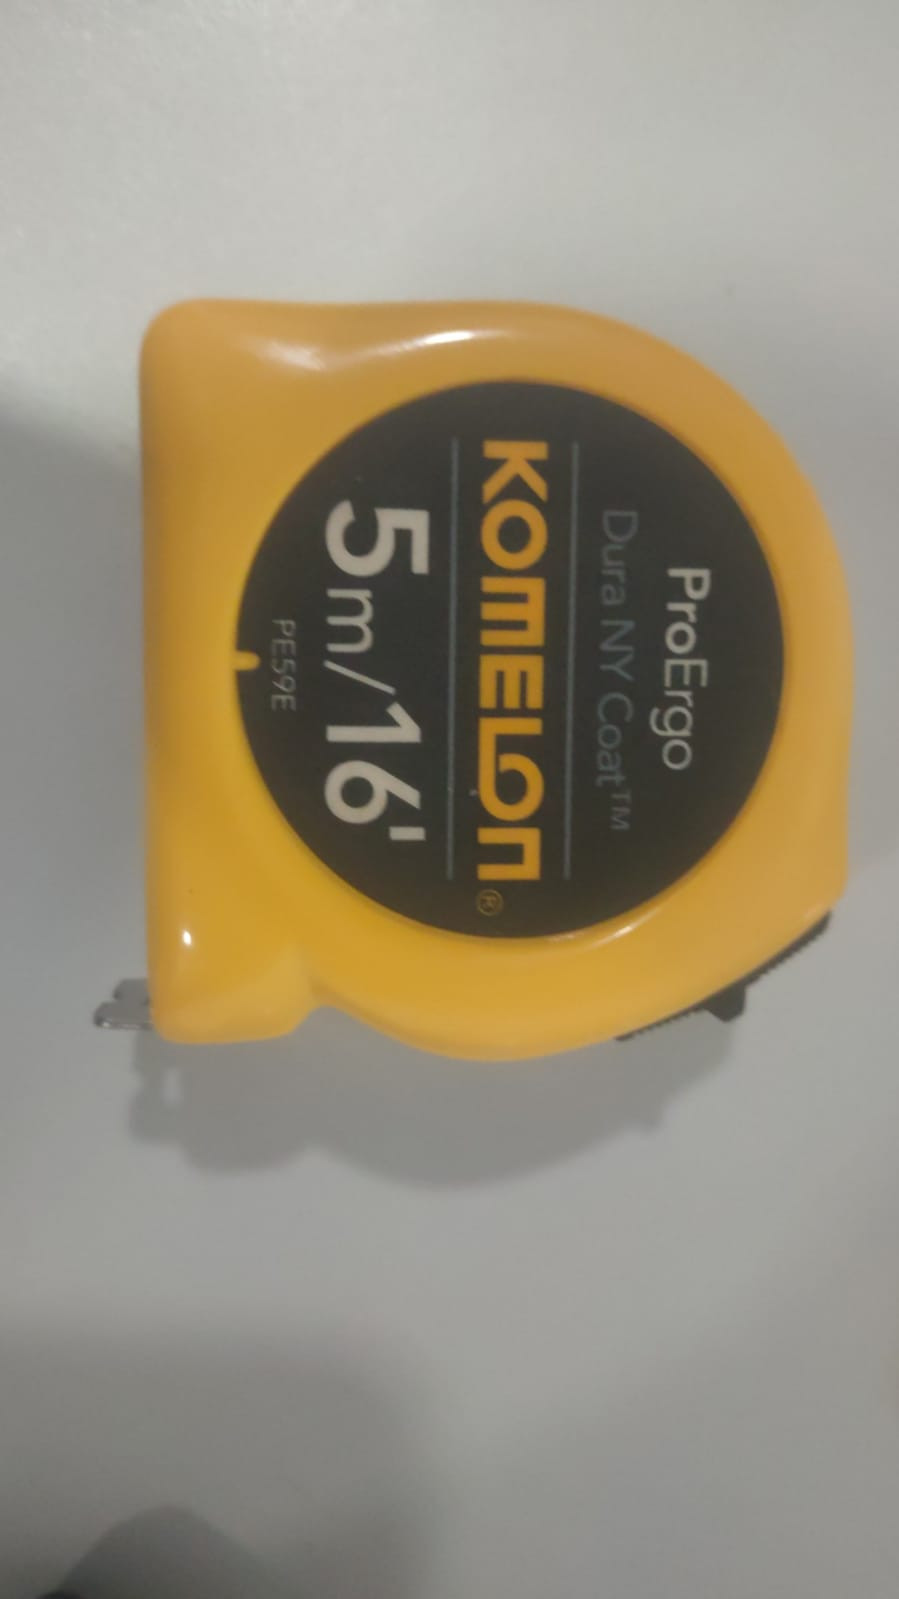 ProErgo
Dura NY Coat™
KOMELON®
5m/16'
PE59E